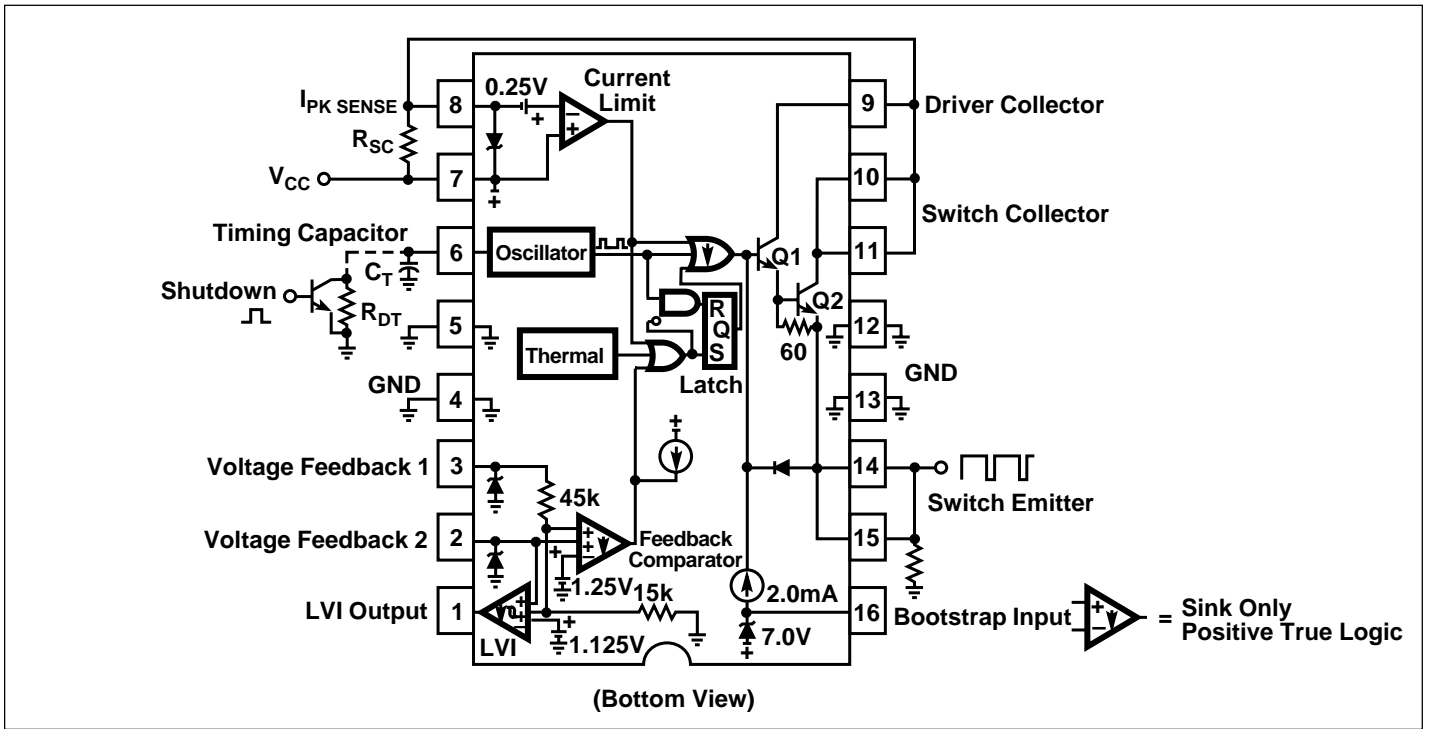 Current
Limit
0.25V
+
−
+
I PK SENSE
8
9
Driver Collector
R SC
V CC
7
+
10
Switch Collector
Timing Capacitor
6
Oscillator
Q1
11
C T
Shutdown
R DT
Q2
R
Q
S
5
60
12
Thermal
Latch
GND
4
GND
13
+
Voltage Feedback 1
3
45k
14
Switch Emitter
Voltage Feedback 2
2
+
+
−
+
Feedback
Comparator
15
1.25V
15k
2.0mA
LVI Output
1
+
+
−
+
LVI
1.125V
7.0V
+
16
Bootstrap Input
+
−
= Sink Only
Positive True Logic
(Bottom View)